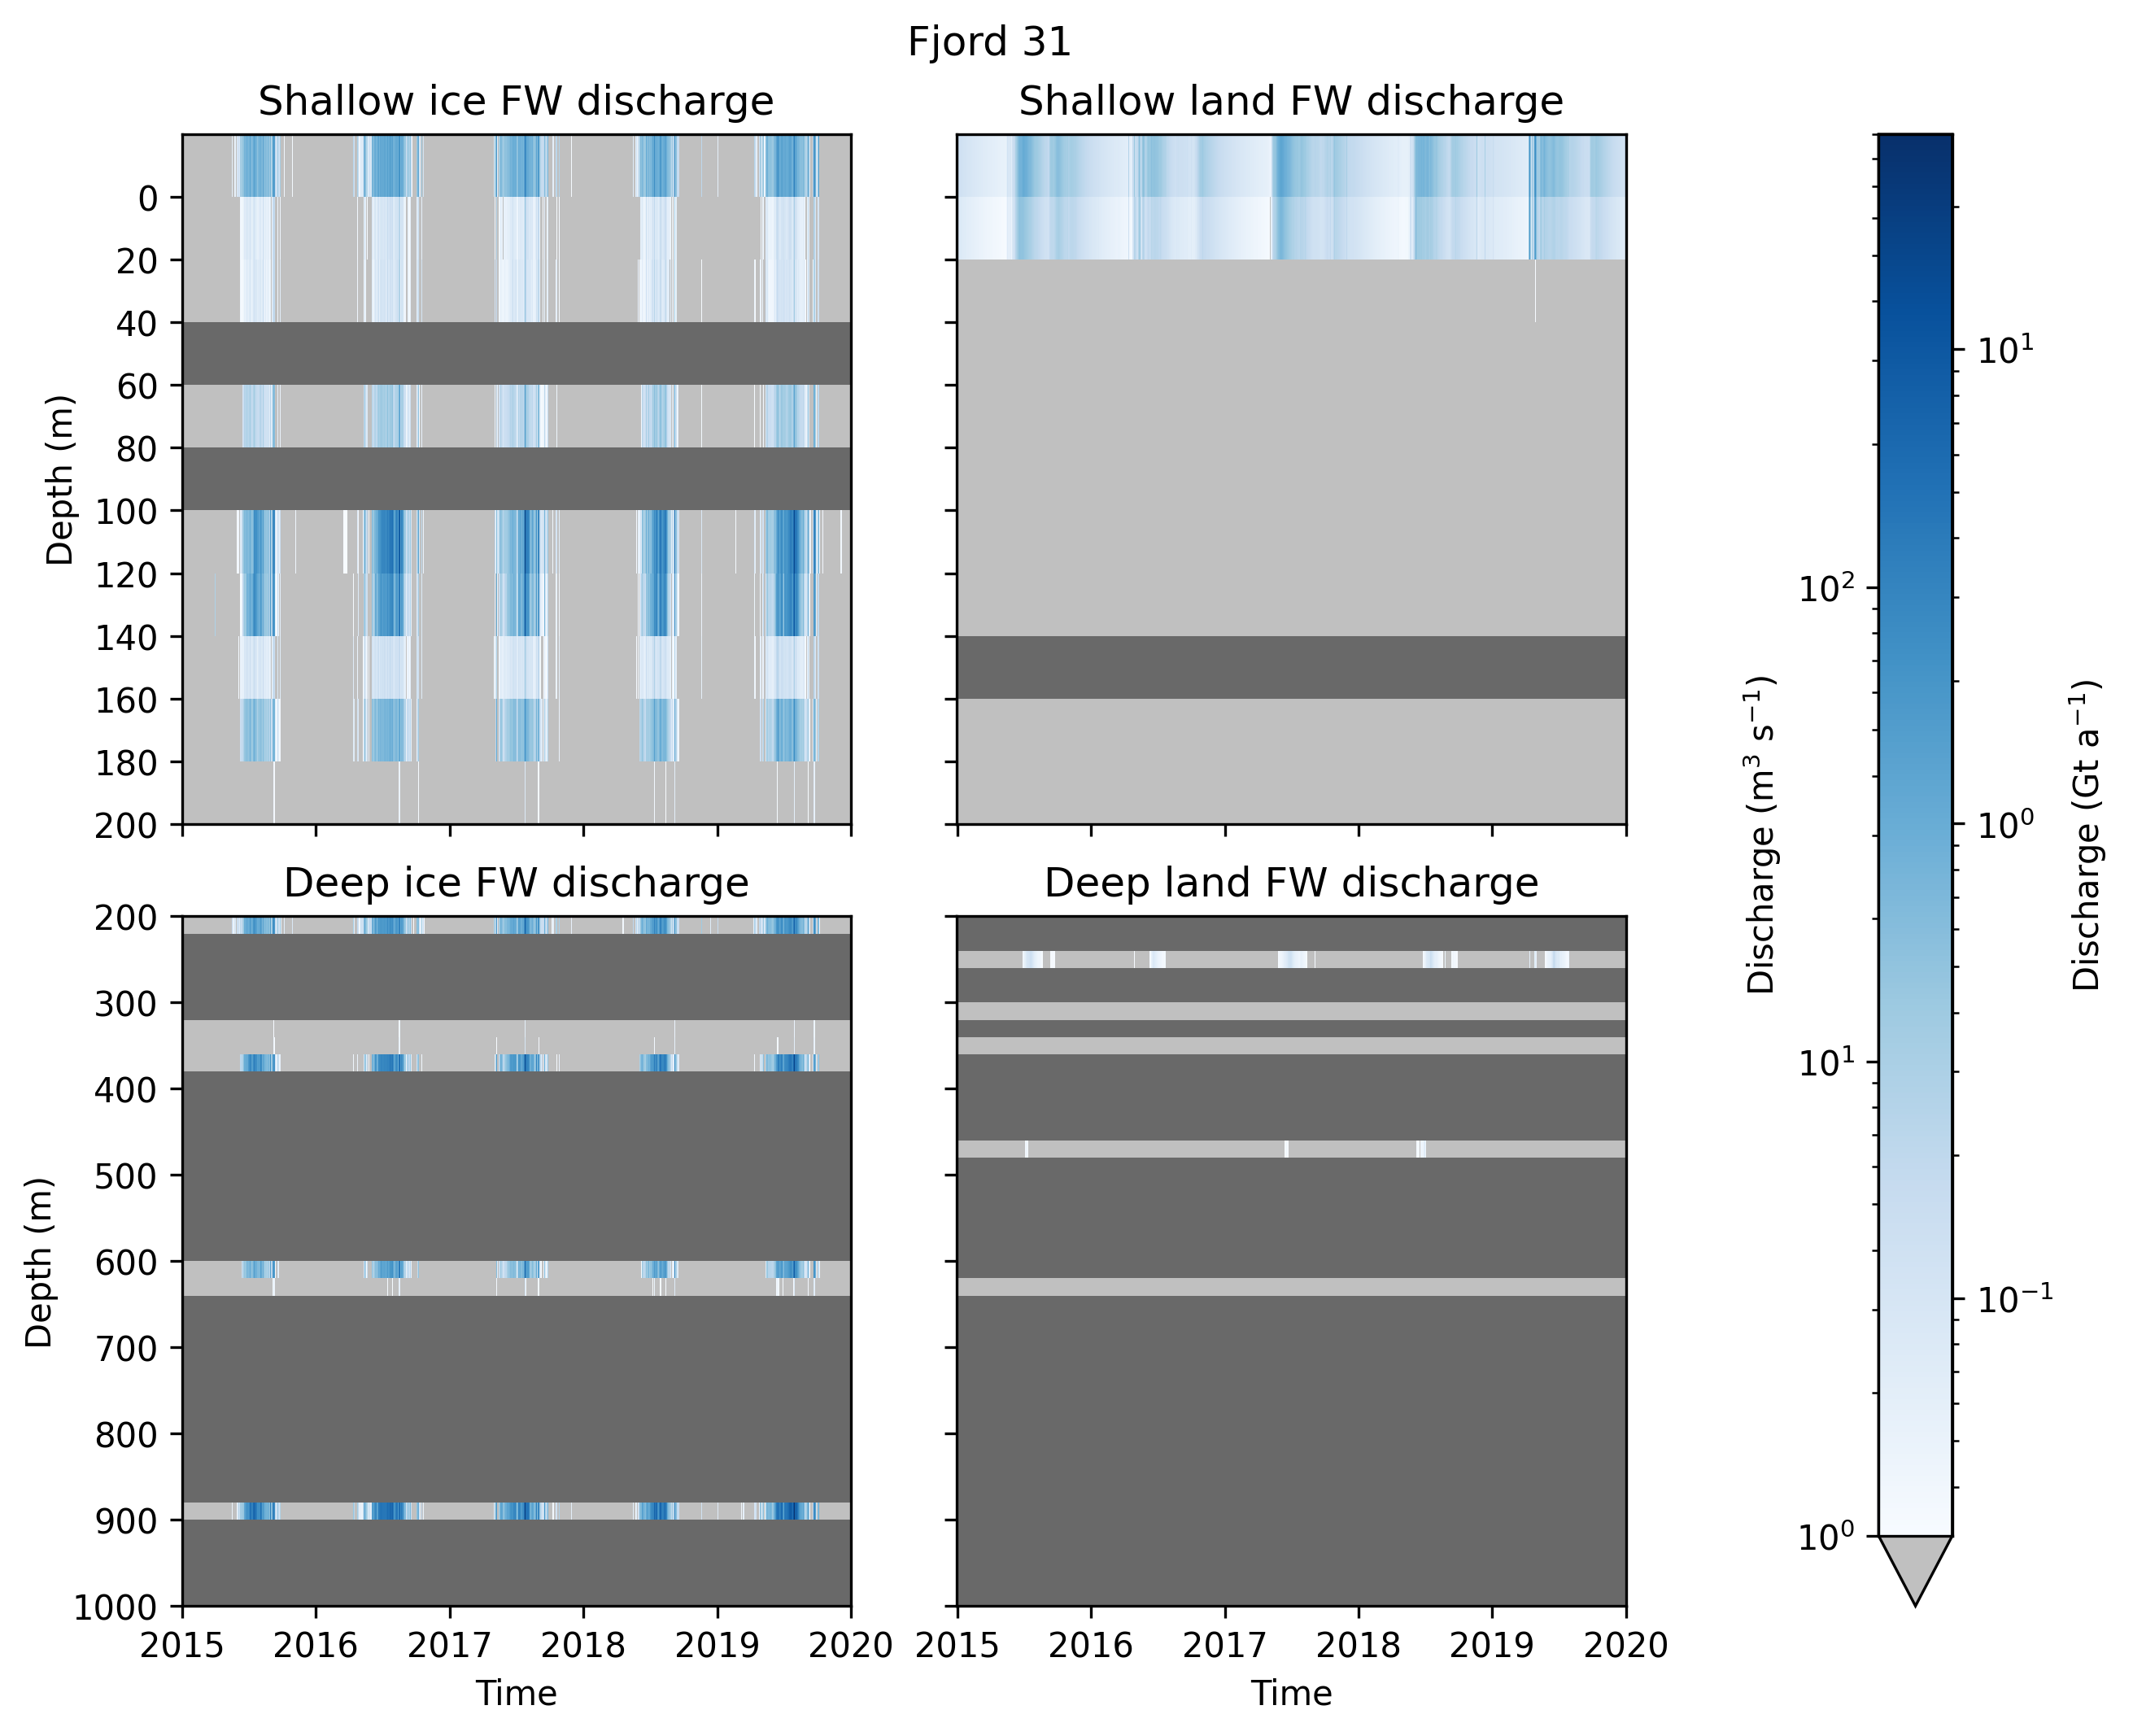 Fjord 31
Shallow ice FW discharge
Shallow land FW discharge
0
20
40
60
80
100
120
140
160
180
200
Depth (m)
Deep ice FW discharge
Deep land FW discharge
200
300
400
500
600
700
800
900
1000
Depth (m)
2015 2016 2017 2018 2019 2020
2015 2016 2017 2018 2019 2020
Time
Time
10²
10¹
10⁰
Discharge (m³ s⁻¹)
10¹
10⁰
10⁻¹
Discharge (Gt a⁻¹)